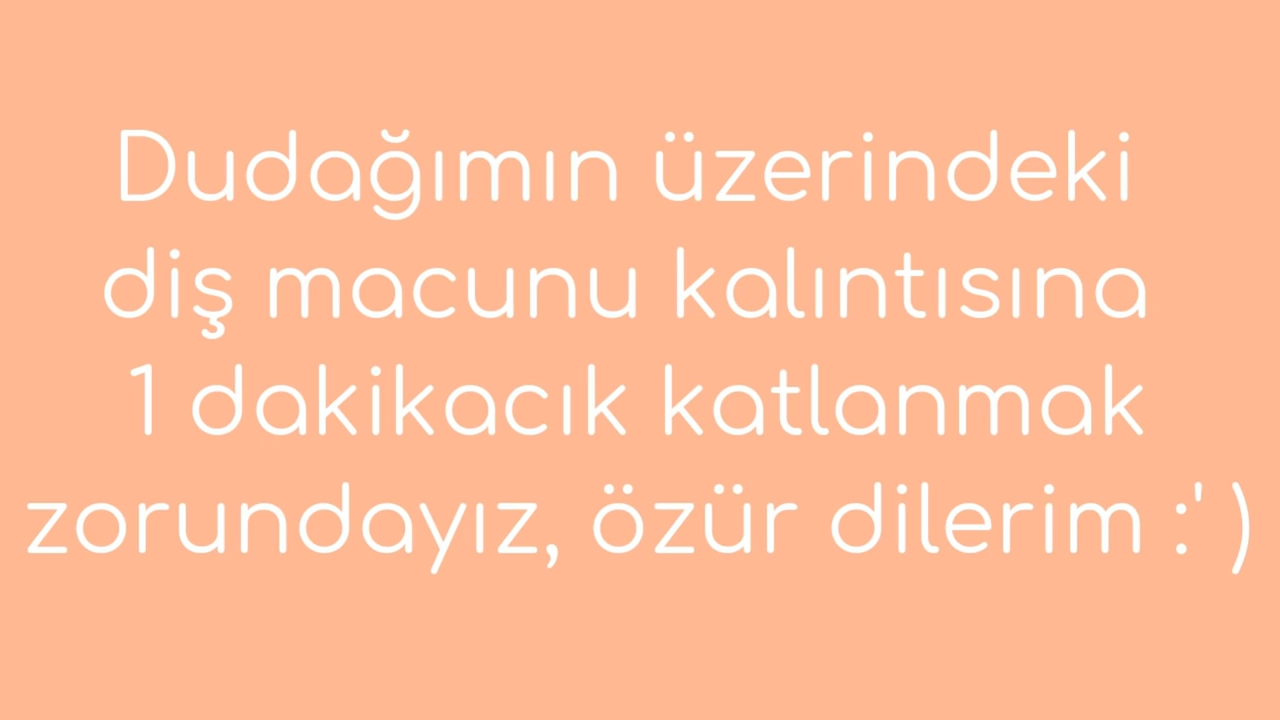 Dudağımın üzerindeki
diş macunu kalıntısına
1 dakikacık katlanmak
zorundayız, özür dilerim :' )